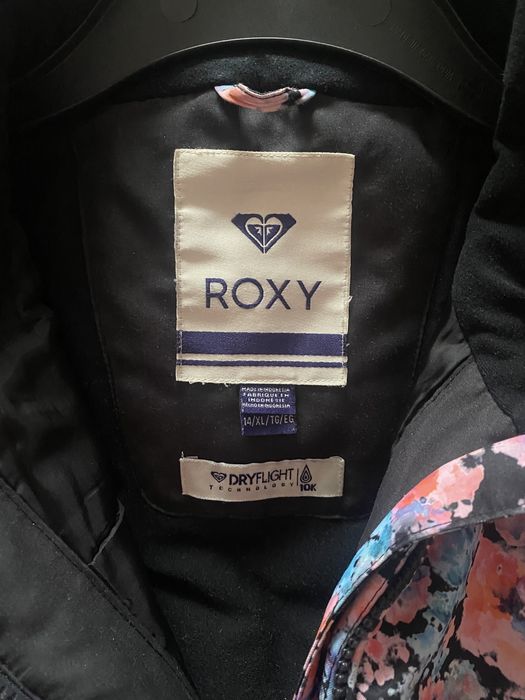 ROXY
MADE IN INDONESIA
FABRIQUE EN
INDONESIE
HECHO EN INDONESIA
14/XL/TG/EG
DRYFLIGHT
TECHNOLOGY
10K